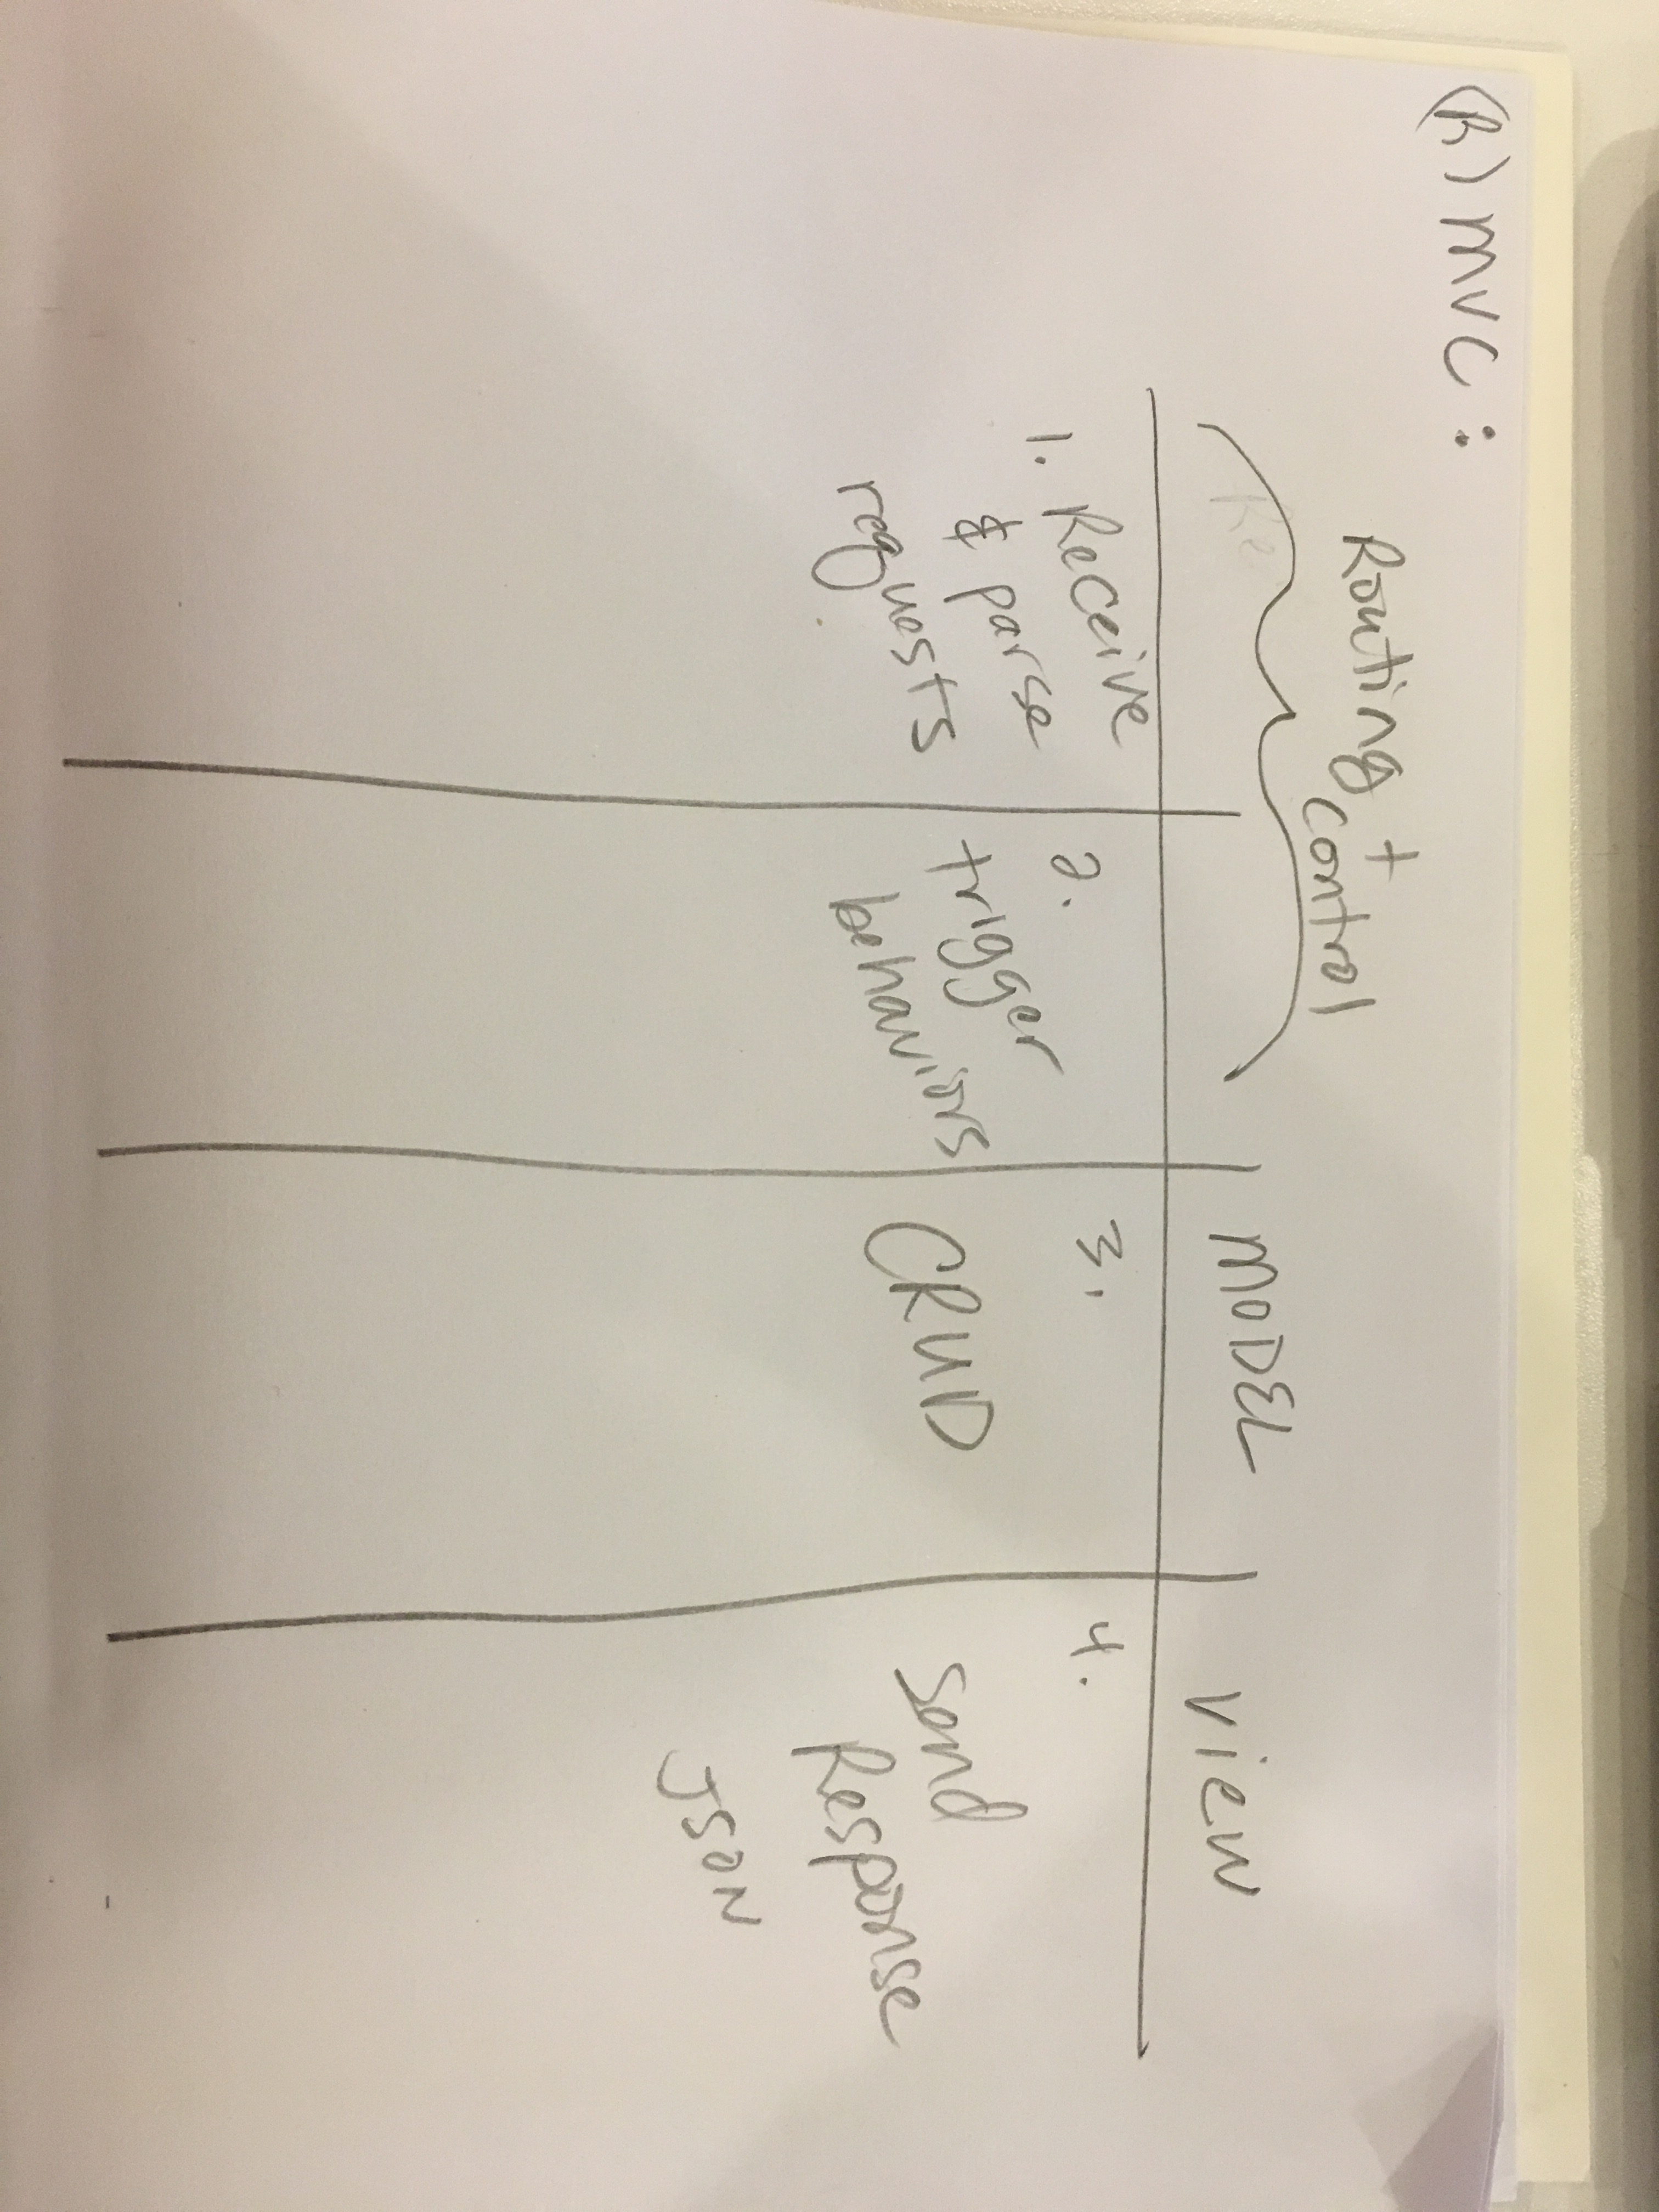 (R) MVC :
Routing +
Control
MODEL
View
1. Receive
& parse
requests
2.
trigger
behaviors
3.
CRUD
4.
Send
Response
JSON